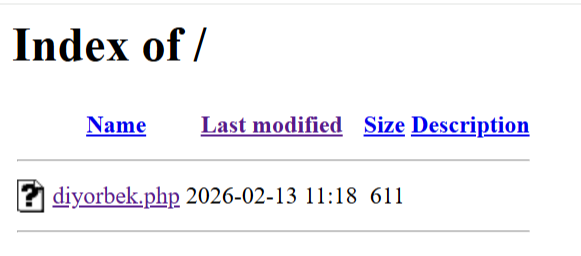 Index of /
Name Last modified Size Description
diyorbek.php 2026-02-13 11:18 611